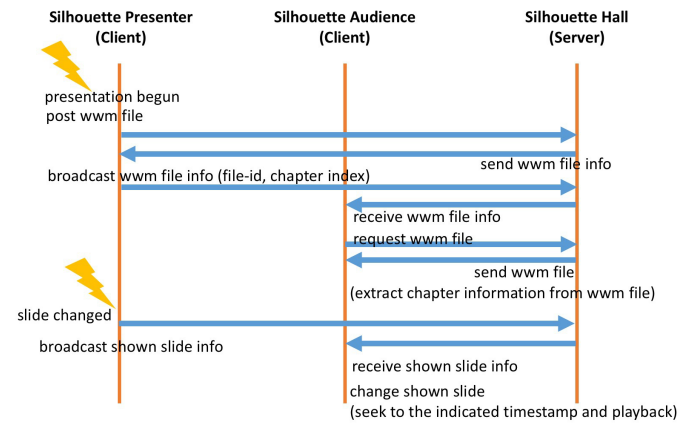 Silhouette Presenter
(Client)
Silhouette Audience
(Client)
Silhouette Hall
(Server)
presentation begun
post wwm file
send wwm file info
broadcast wwm file info (file-id, chapter index)
receive wwm file info
request wwm file
send wwm file
(extract chapter information from wwm file)
slide changed
broadcast shown slide info
receive shown slide info
change shown slide
(seek to the indicated timestamp and playback)